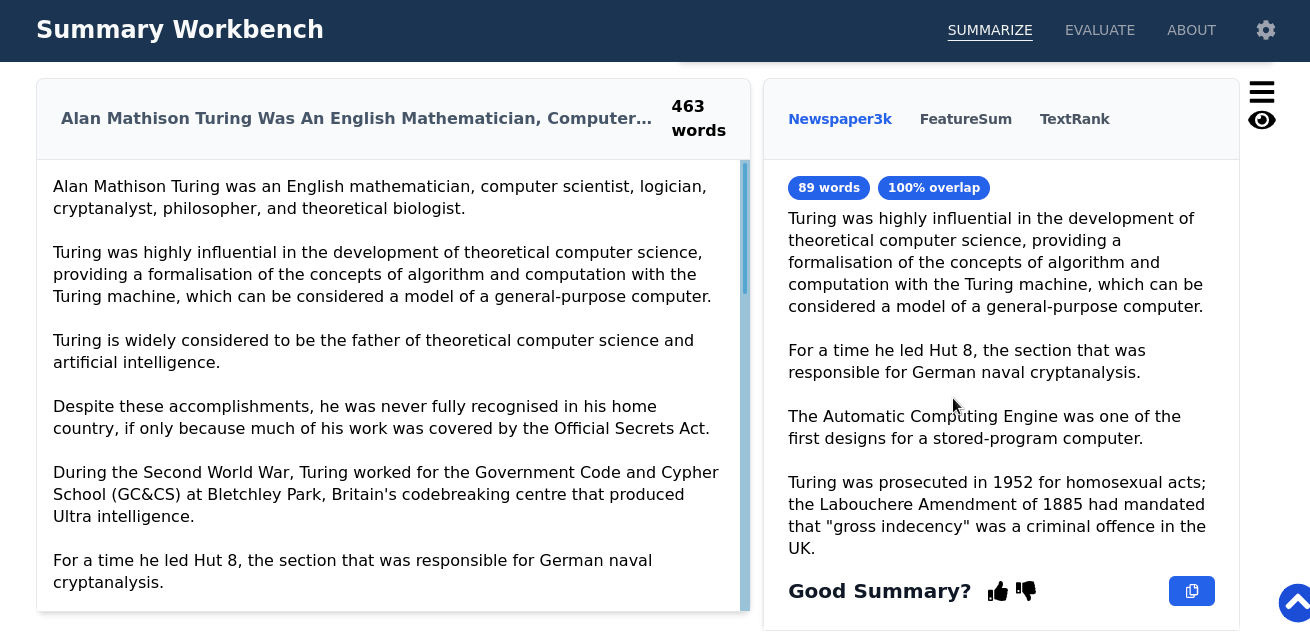 Summary Workbench
SUMMARIZE
EVALUATE
ABOUT
Alan Mathison Turing Was An English Mathematician, Computer...
463
words
Alan Mathison Turing was an English mathematician, computer scientist, logician,
cryptanalyst, philosopher, and theoretical biologist.
Turing was highly influential in the development of theoretical computer science,
providing a formalisation of the concepts of algorithm and computation with the
Turing machine, which can be considered a model of a general-purpose computer.
Turing is widely considered to be the father of theoretical computer science and
artificial intelligence.
Despite these accomplishments, he was never fully recognised in his home
country, if only because much of his work was covered by the Official Secrets Act.
During the Second World War, Turing worked for the Government Code and Cypher
School (GC&CS) at Bletchley Park, Britain's codebreaking centre that produced
Ultra intelligence.
For a time he led Hut 8, the section that was responsible for German naval
cryptanalysis.
Newspaper3k
FeatureSum
TextRank
89 words
100% overlap
Turing was highly influential in the development of
theoretical computer science, providing a
formalisation of the concepts of algorithm and
computation with the Turing machine, which can be
considered a model of a general-purpose computer.
For a time he led Hut 8, the section that was
responsible for German naval cryptanalysis.
The Automatic Computing Engine was one of the
first designs for a stored-program computer.
Turing was prosecuted in 1952 for homosexual acts;
the Labouchere Amendment of 1885 had mandated
that "gross indecency" was a criminal offence in the
UK.
Good Summary?